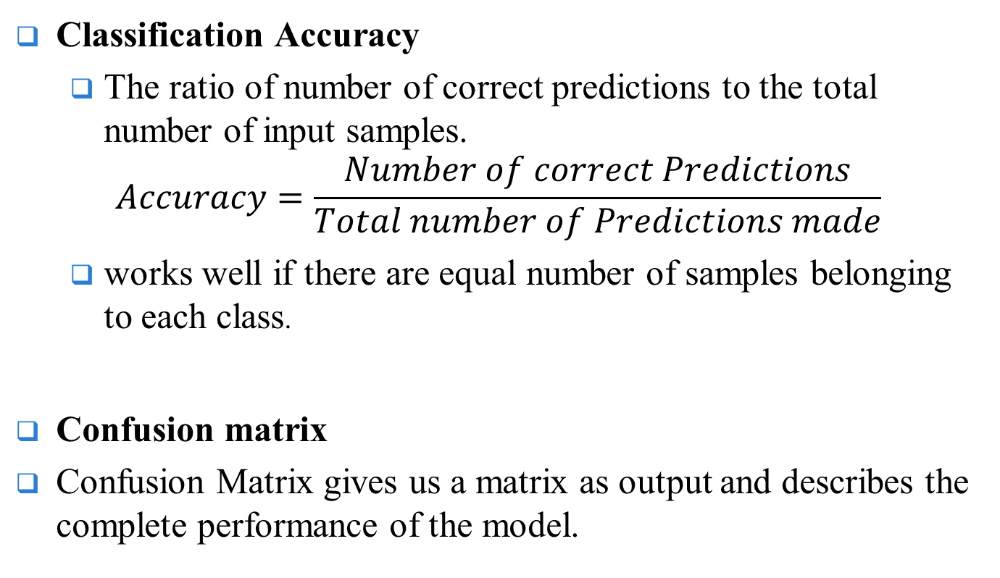 ❑ Classification Accuracy
❑ The ratio of number of correct predictions to the total
number of input samples.
Number of correct Predictions
Accuracy =
Total number of Predictions made
❑ works well if there are equal number of samples belonging
to each class.
❑ Confusion matrix
❑ Confusion Matrix gives us a matrix as output and describes the
complete performance of the model.